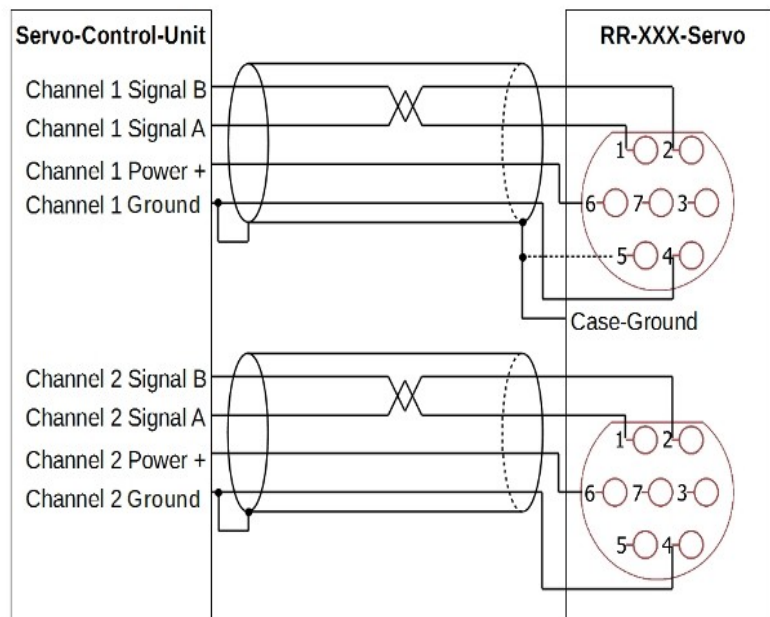 Servo-Control-Unit
RR-XXX-Servo
Channel 1 Signal B
Channel 1 Signal A
Channel 1 Power +
Channel 1 Ground
1 2
6 7 3
5 4
Case-Ground
Channel 2 Signal B
Channel 2 Signal A
Channel 2 Power +
Channel 2 Ground
1 2
6 7 3
5 4